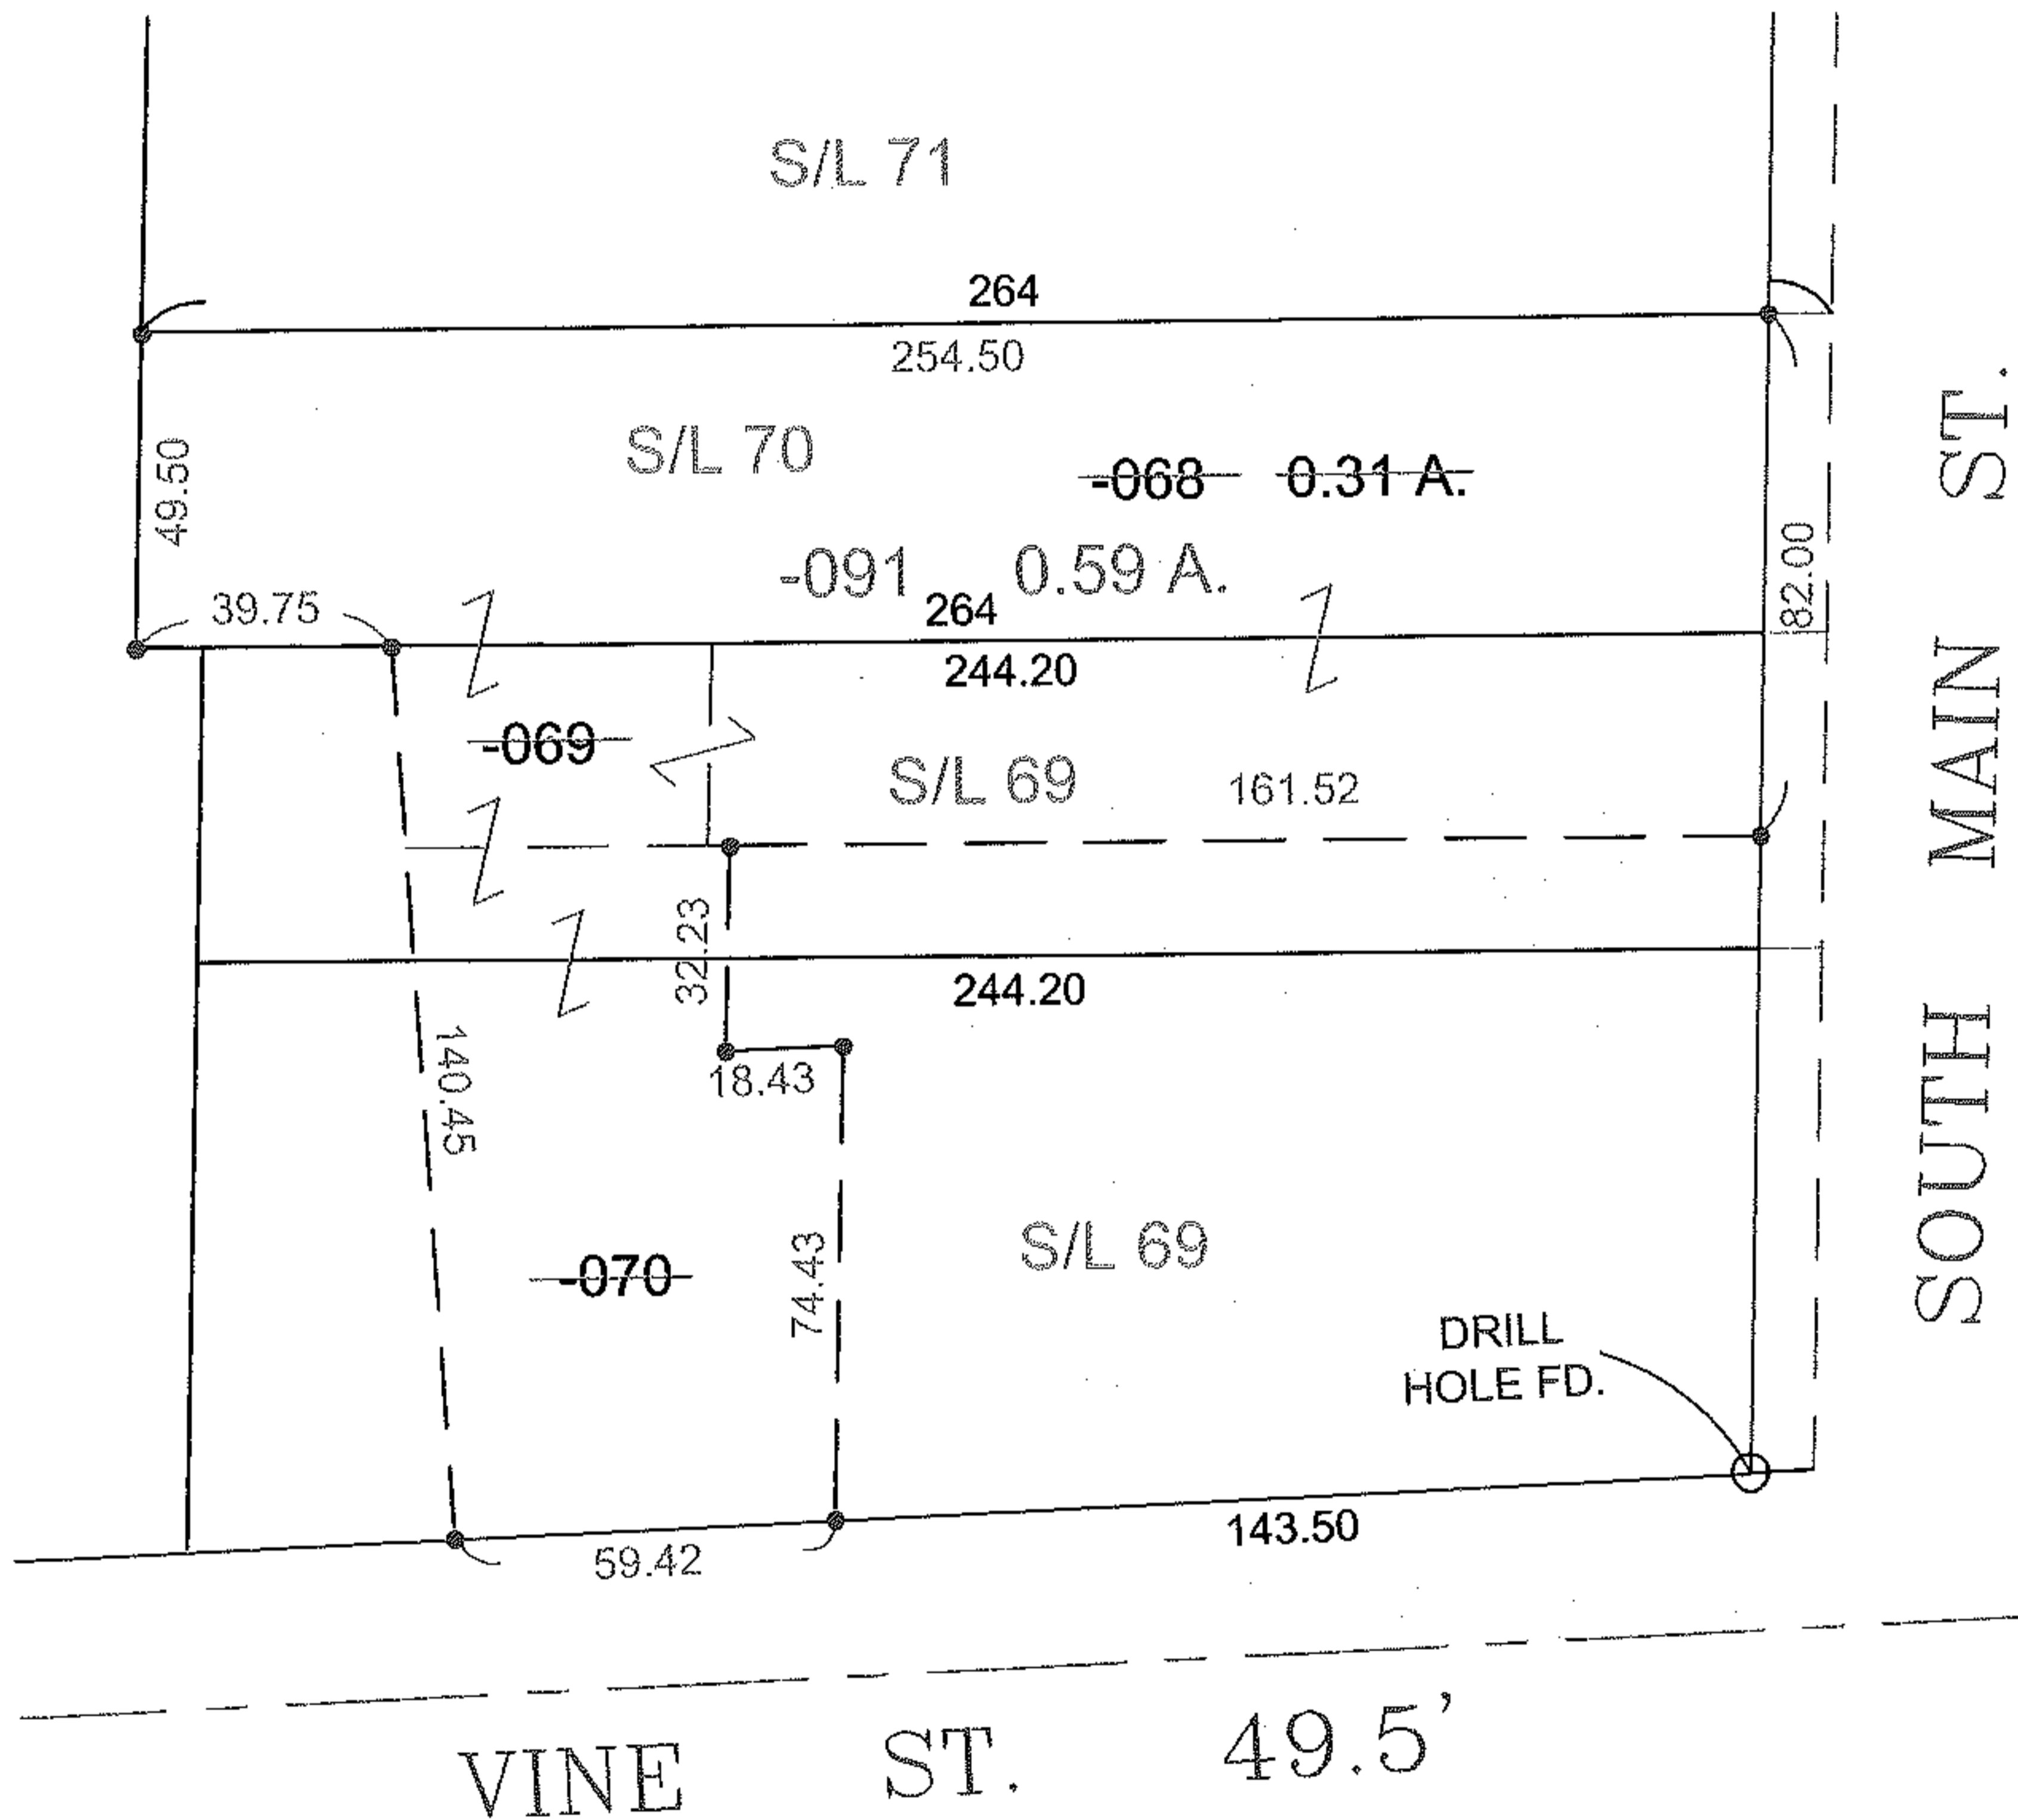 S/L 71
264
254.50
S/L 70
-068 0.31 A.
49.50
-091 0.59 A.
82.00
39.75
264
244.20
-069
S/L 69
161.52
32.23
244.20
18.43
140.45
S/L 69
74.43
-070
DRILL
HOLE FD.
143.50
59.42
SOUTH MAIN ST.
VINE ST. 49.5'